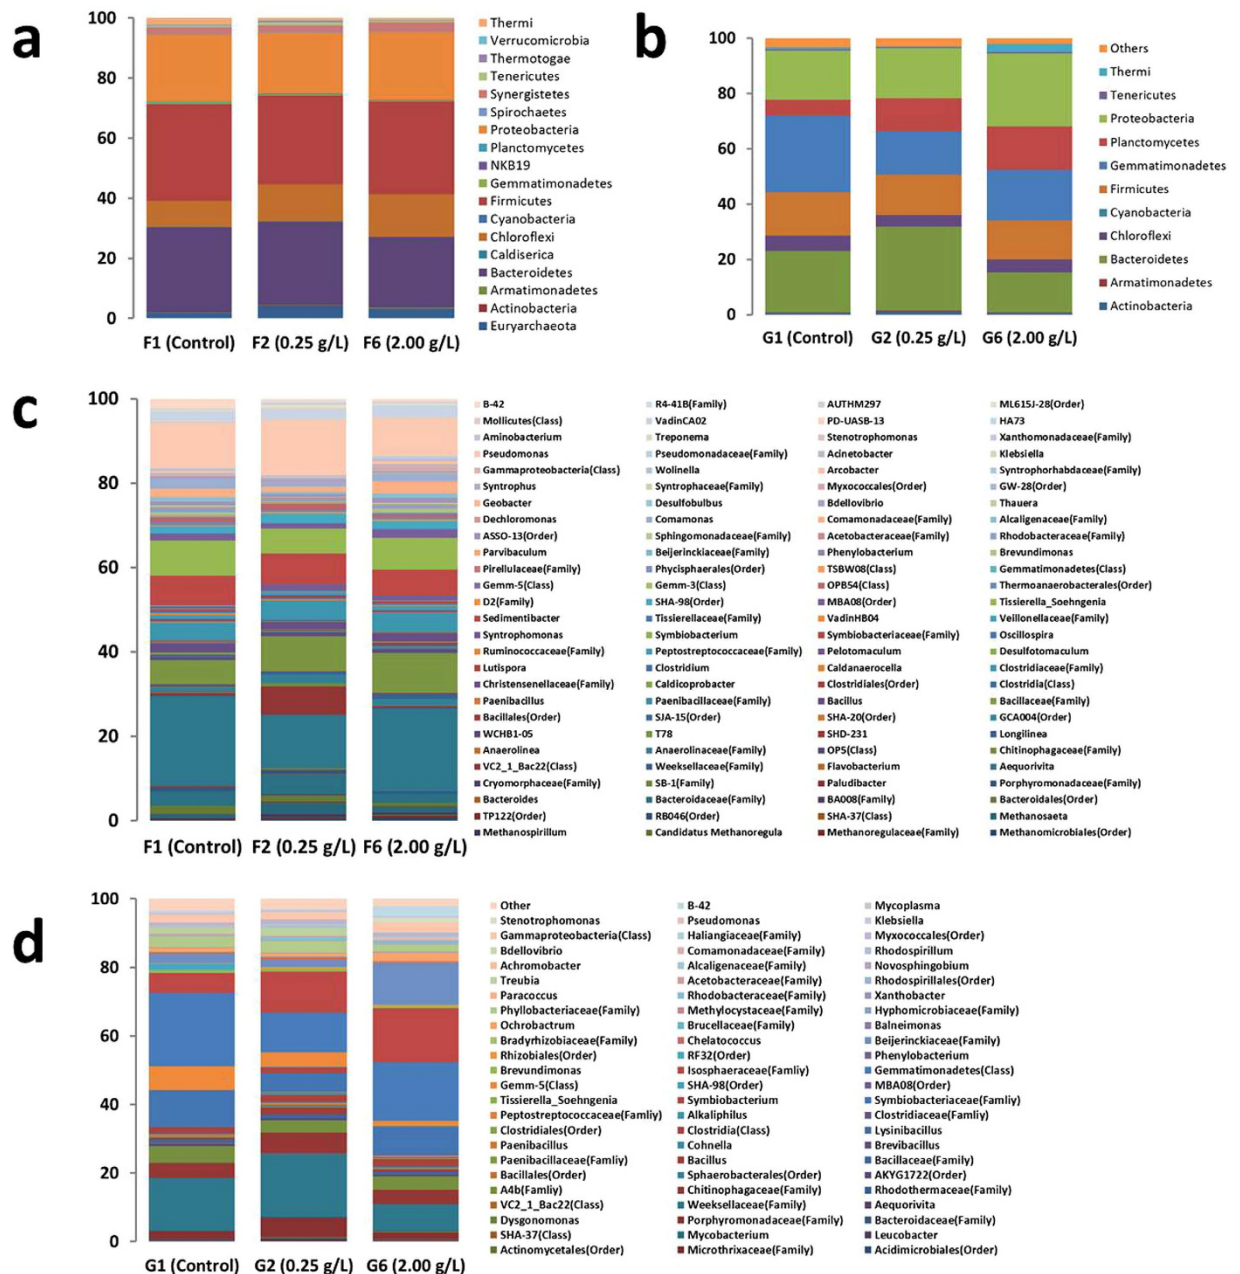 a
100
80
60
40
20
0
F1 (Control)
F2 (0.25 g/L)
F6 (2.00 g/L)
Thermi
Verrucomicrobia
Thermotogae
Tenericutes
Synergistetes
Spirochaetes
Proteobacteria
Planctomycetes
NKB19
Gemmatimonadetes
Firmicutes
Cyanobacteria
Chloroflexi
Caldiserica
Bacteroidetes
Armatimonadetes
Actinobacteria
Euryarchaeota
b
100
80
60
40
20
0
G1 (Control)
G2 (0.25 g/L)
G6 (2.00 g/L)
Others
Thermi
Tenericutes
Proteobacteria
Planctomycetes
Gemmatimonadetes
Firmicutes
Cyanobacteria
Chloroflexi
Bacteroidetes
Armatimonadetes
Actinobacteria
c
100
80
60
40
20
0
F1 (Control)
F2 (0.25 g/L)
F6 (2.00 g/L)
B-42 R4-41B(Family) AUTHM297 ML615J-28(Order)
Mollicutes(Class) VadinCA02 PD-UASB-13 HA73
Aminobacterium Treponema Stenotrophomonas Xanthomonadaceae(Family)
Pseudomonas Pseudomonadaceae(Family) Acinetobacter Klebsiella
Gammaproteobacteria(Class) Wolinella Arcobacter Syntrophorhabdaceae(Family)
Syntrophus Syntrophaceae(Family) Myxococcales(Order) GW-28(Order)
Geobacter Desulfobulbus Bdellovibrio Thauera
Dechloromonas Comamonas Comamonadaceae(Family) Alcaligenaceae(Family)
ASSO-13(Order) Sphingomonadaceae(Family) Acetobacteraceae(Family) Rhodobacteraceae(Family)
Parvibaculum Beijerinckiaceae(Family) Phenylobacterium Brevundimonas
Pirellulaceae(Family) Phycisphaerales(Order) TSBW08(Class) Gemmatimonadetes(Class)
Gemm-5(Class) Gemm-3(Class) OPB54(Class) Thermoanaerobacterales(Order)
D2(Family) SHA-98(Order) MBA08(Order) Tissierella_Soehngenia
Sedimentibacter Tissierellaceae(Family) VadinHB04 Veillonellaceae(Family)
Syntrophomonas Symbiobacterium Symbiobacteriaceae(Family) Oscillospira
Ruminococcaceae(Family) Peptostreptococcaceae(Family) Pelotomaculum Desulfotomaculum
Lutispora Clostridium Caldanaerocella Clostridiaceae(Family)
Christensenellaceae(Family) Caldicoprobacter Clostridiales(Order) Clostridia(Class)
Paenibacillus Paenibacillaceae(Family) Bacillus Bacillaceae(Family)
Bacillales(Order) SJA-15(Order) SHA-20(Order) GCA004(Order)
WCHB1-05 T78 SHD-231 Longilinea
Anaerolinea Anaerolinaceae(Family) OP5(Class) Chitinophagaceae(Family)
VC2_1_Bac22(Class) Weeksellaceae(Family) Flavobacterium Aequorivita
Cryomorphaceae(Family) SB-1(Family) Paludibacter Porphyromonadaceae(Family)
Bacteroides Bacteroidaceae(Family) BA008(Family) Bacteroidales(Order)
TP122(Order) RB046(Order) SHA-37(Class) Methanosaeta
Methanospirillum Candidatus Methanoregula Methanoregulaceae(Family) Methanomicrobiales(Order)
d
100
80
60
40
20
0
G1 (Control)
G2 (0.25 g/L)
G6 (2.00 g/L)
Other B-42 Mycoplasma
Stenotrophomonas Pseudomonas Klebsiella
Gammaproteobacteria(Class) Haliangiaceae(Family) Myxococcales(Order)
Bdellovibrio Comamonadaceae(Family) Rhodospirillum
Achromobacter Alcaligenaceae(Family) Novosphingobium
Treubia Acetobacteraceae(Family) Rhodospirillales(Order)
Paracoccus Rhodobacteraceae(Family) Xanthobacter
Phyllobacteriaceae(Family) Methylocystaceae(Family) Hyphomicrobiaceae(Family)
Ochrobactrum Brucellaceae(Family) Balneimonas
Bradyrhizobiaceae(Family) Chelatococcus Beijerinckiaceae(Family)
Rhizobiales(Order) RF32(Order) Phenylobacterium
Brevundimonas Isosphaeraceae(Famliy) Gemmatimonadetes(Class)
Gemm-5(Class) SHA-98(Order) MBA08(Order)
Tissierella_Soehngenia Symbiobacterium Symbiobacteriaceae(Famliy)
Peptostreptococcaceae(Famliy) Alkaliphilus Clostridiaceae(Famliy)
Clostridiales(Order) Clostridia(Class) Lysinibacillus
Paenibacillus Cohnella Brevibacillus
Paenibacillaceae(Famliy) Bacillus Bacillaceae(Family)
Bacillales(Order) Sphaerobacterales(Order) AKYG1722(Order)
A4b(Famliy) Chitinophagaceae(Family) Rhodothermaceae(Family)
VC2_1_Bac22(Class) Weeksellaceae(Family) Aequorivita
Dysgonomonas Porphyromonadaceae(Family) Bacteroidaceae(Family)
SHA-37(Class) Mycobacterium Leucobacter
Actinomycetales(Order) Microthrixaceae(Family) Acidimicrobiales(Order)